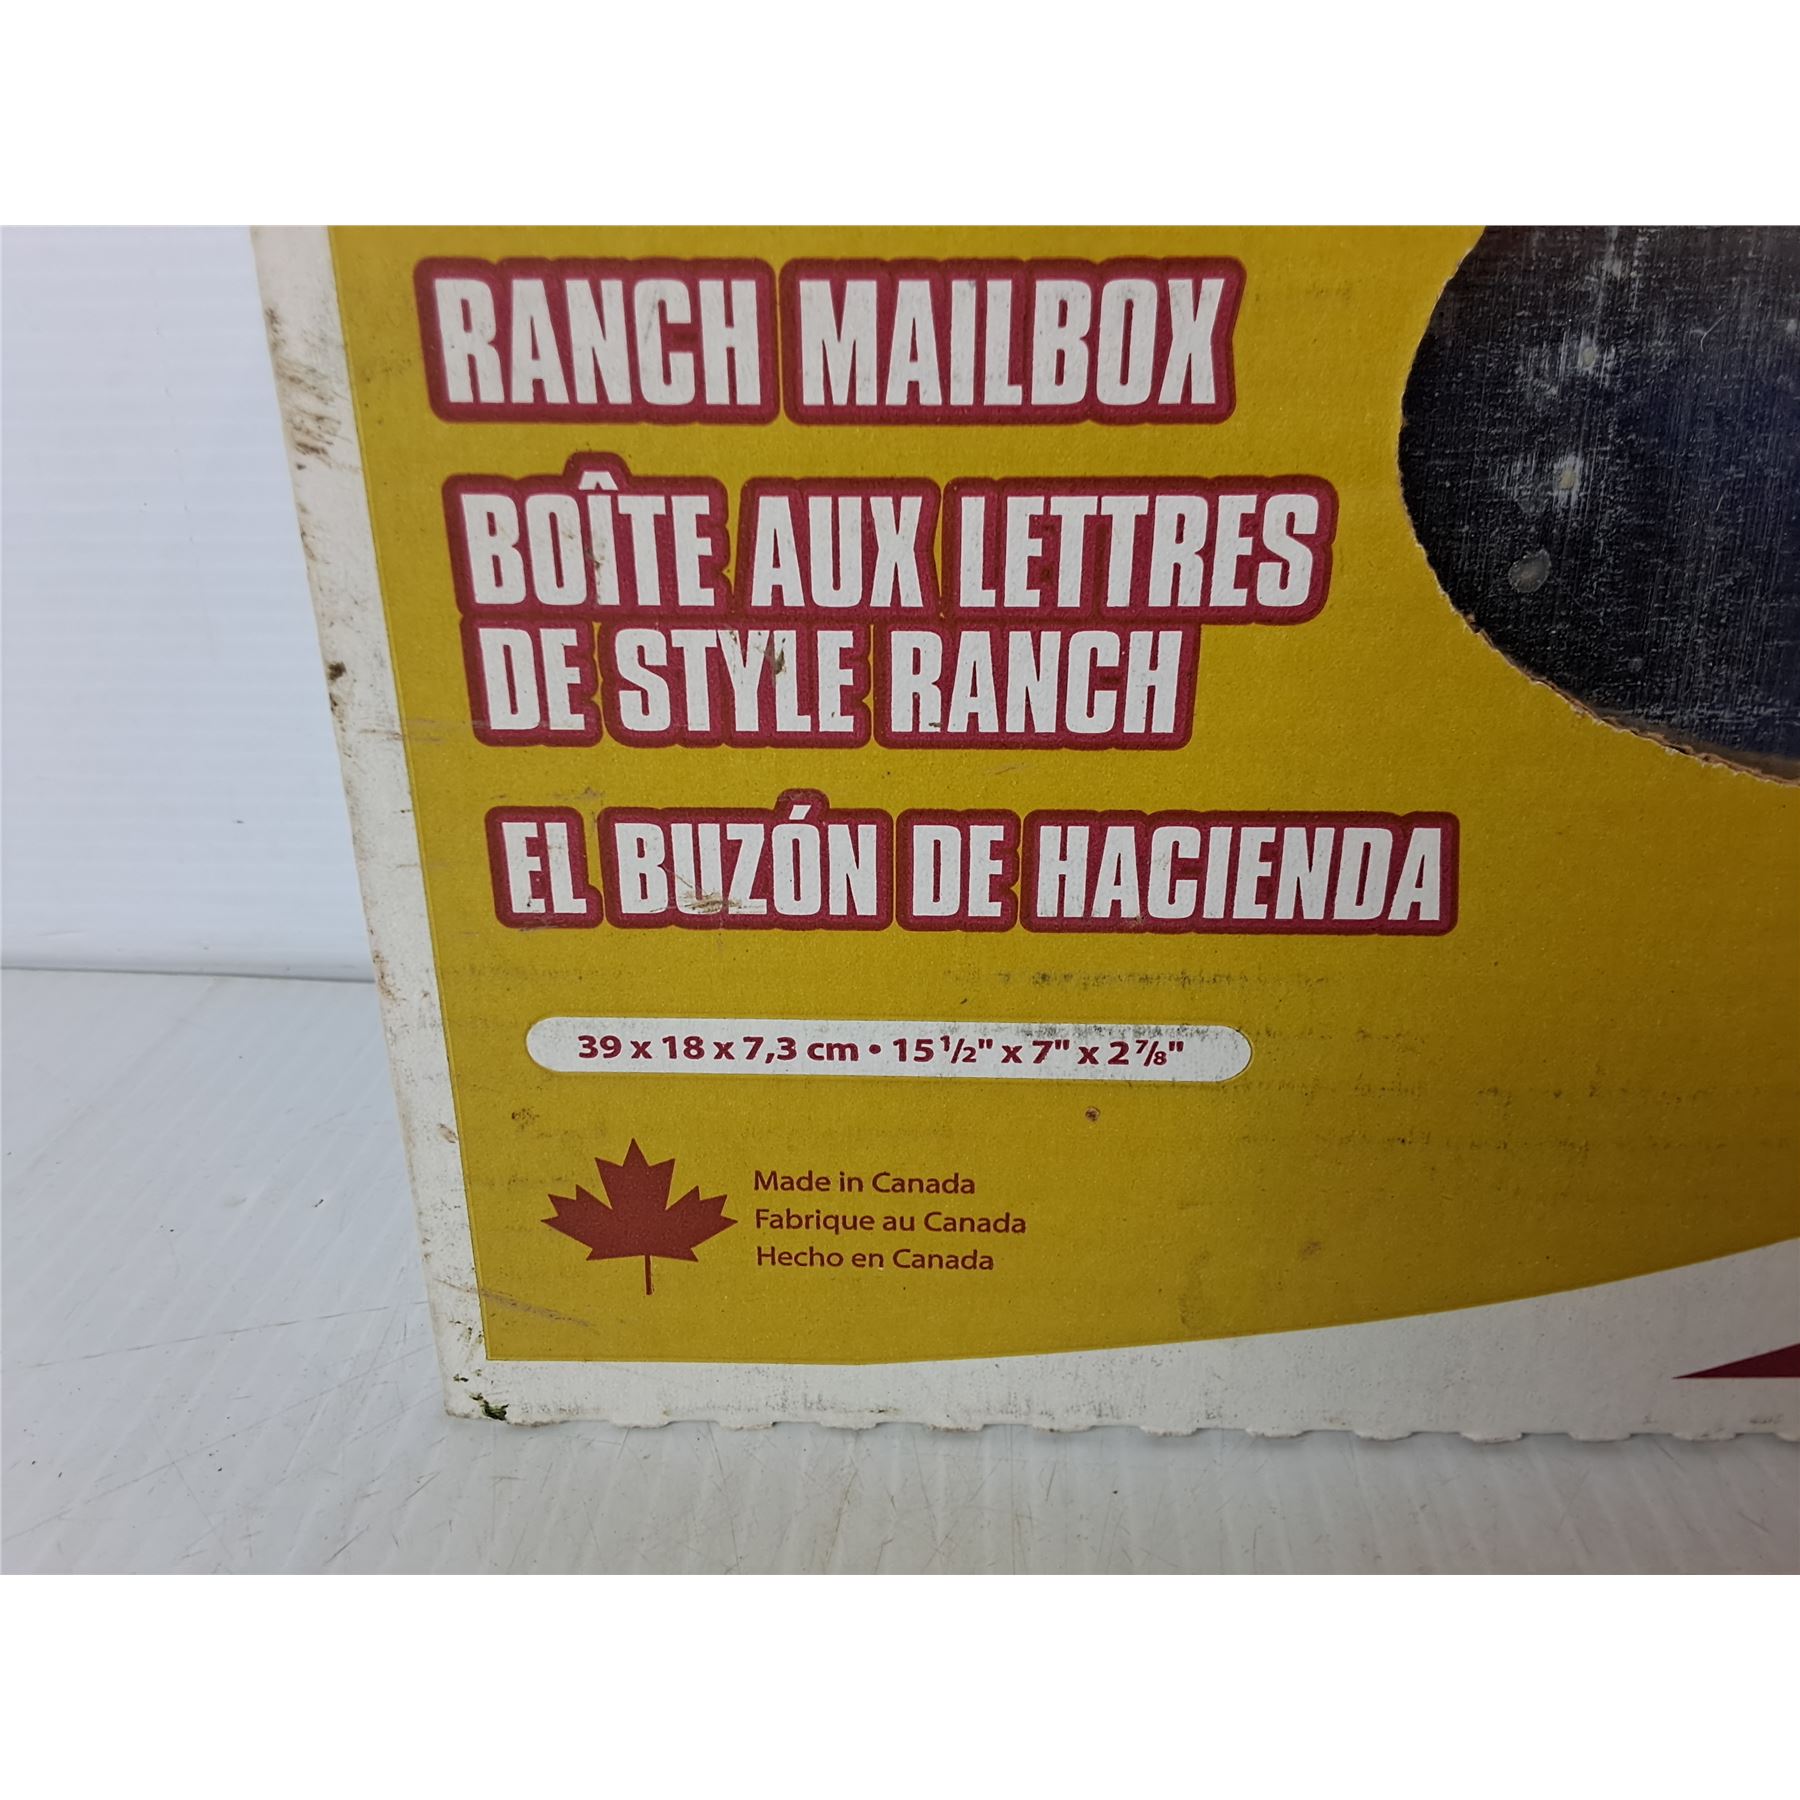 RANCH MAILBOX
BOÎTE AUX LETTRES
DE STYLE RANCH
EL BUZÓN DE HACIENDA
39 x 18 x 7,3 cm • 15 1/2" x 7" x 2 7/8"
Made in Canada
Fabrique au Canada
Hecho en Canada